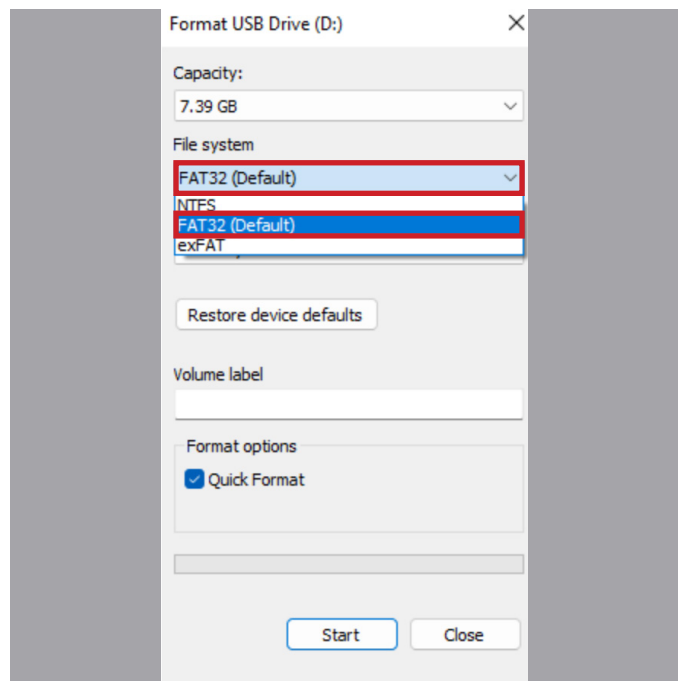 Format USB Drive (D:)
Capacity:
7.39 GB
File system
FAT32 (Default)
NTFS
FAT32 (Default)
exFAT
Restore device defaults
Volume label
Format options
Quick Format
Start
Close